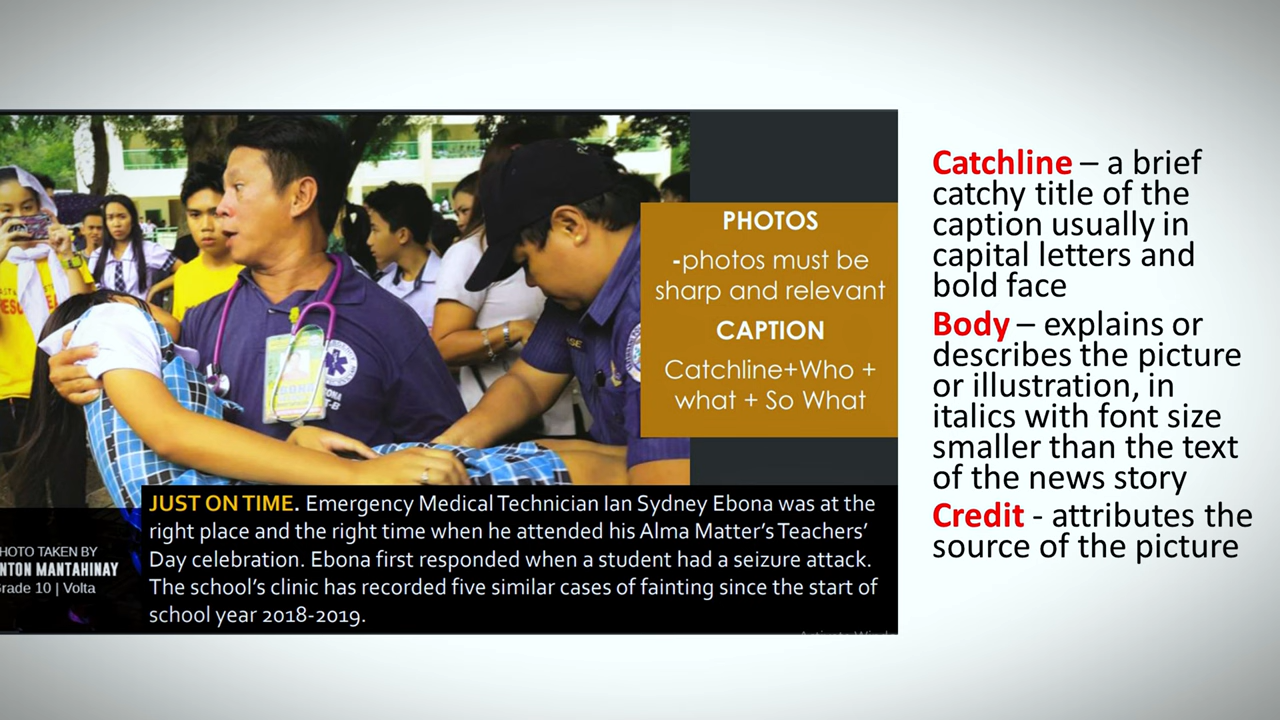 PHOTOS
-photos must be
sharp and relevant
CAPTION
Catchline+Who +
what + So What
JUST ON TIME. Emergency Medical Technician Ian Sydney Ebona was at the
right place and the right time when he attended his Alma Matter's Teachers'
Day celebration. Ebona first responded when a student had a seizure attack.
The school's clinic has recorded five similar cases of fainting since the start of
school year 2018-2019.
HOTO TAKEN BY
NTON MANTAHINAY
rade 10 | Volta
Catchline – a brief
catchy title of the
caption usually in
capital letters and
bold face
Body – explains or
describes the picture
or illustration, in
italics with font size
smaller than the text
of the news story
Credit - attributes the
source of the picture